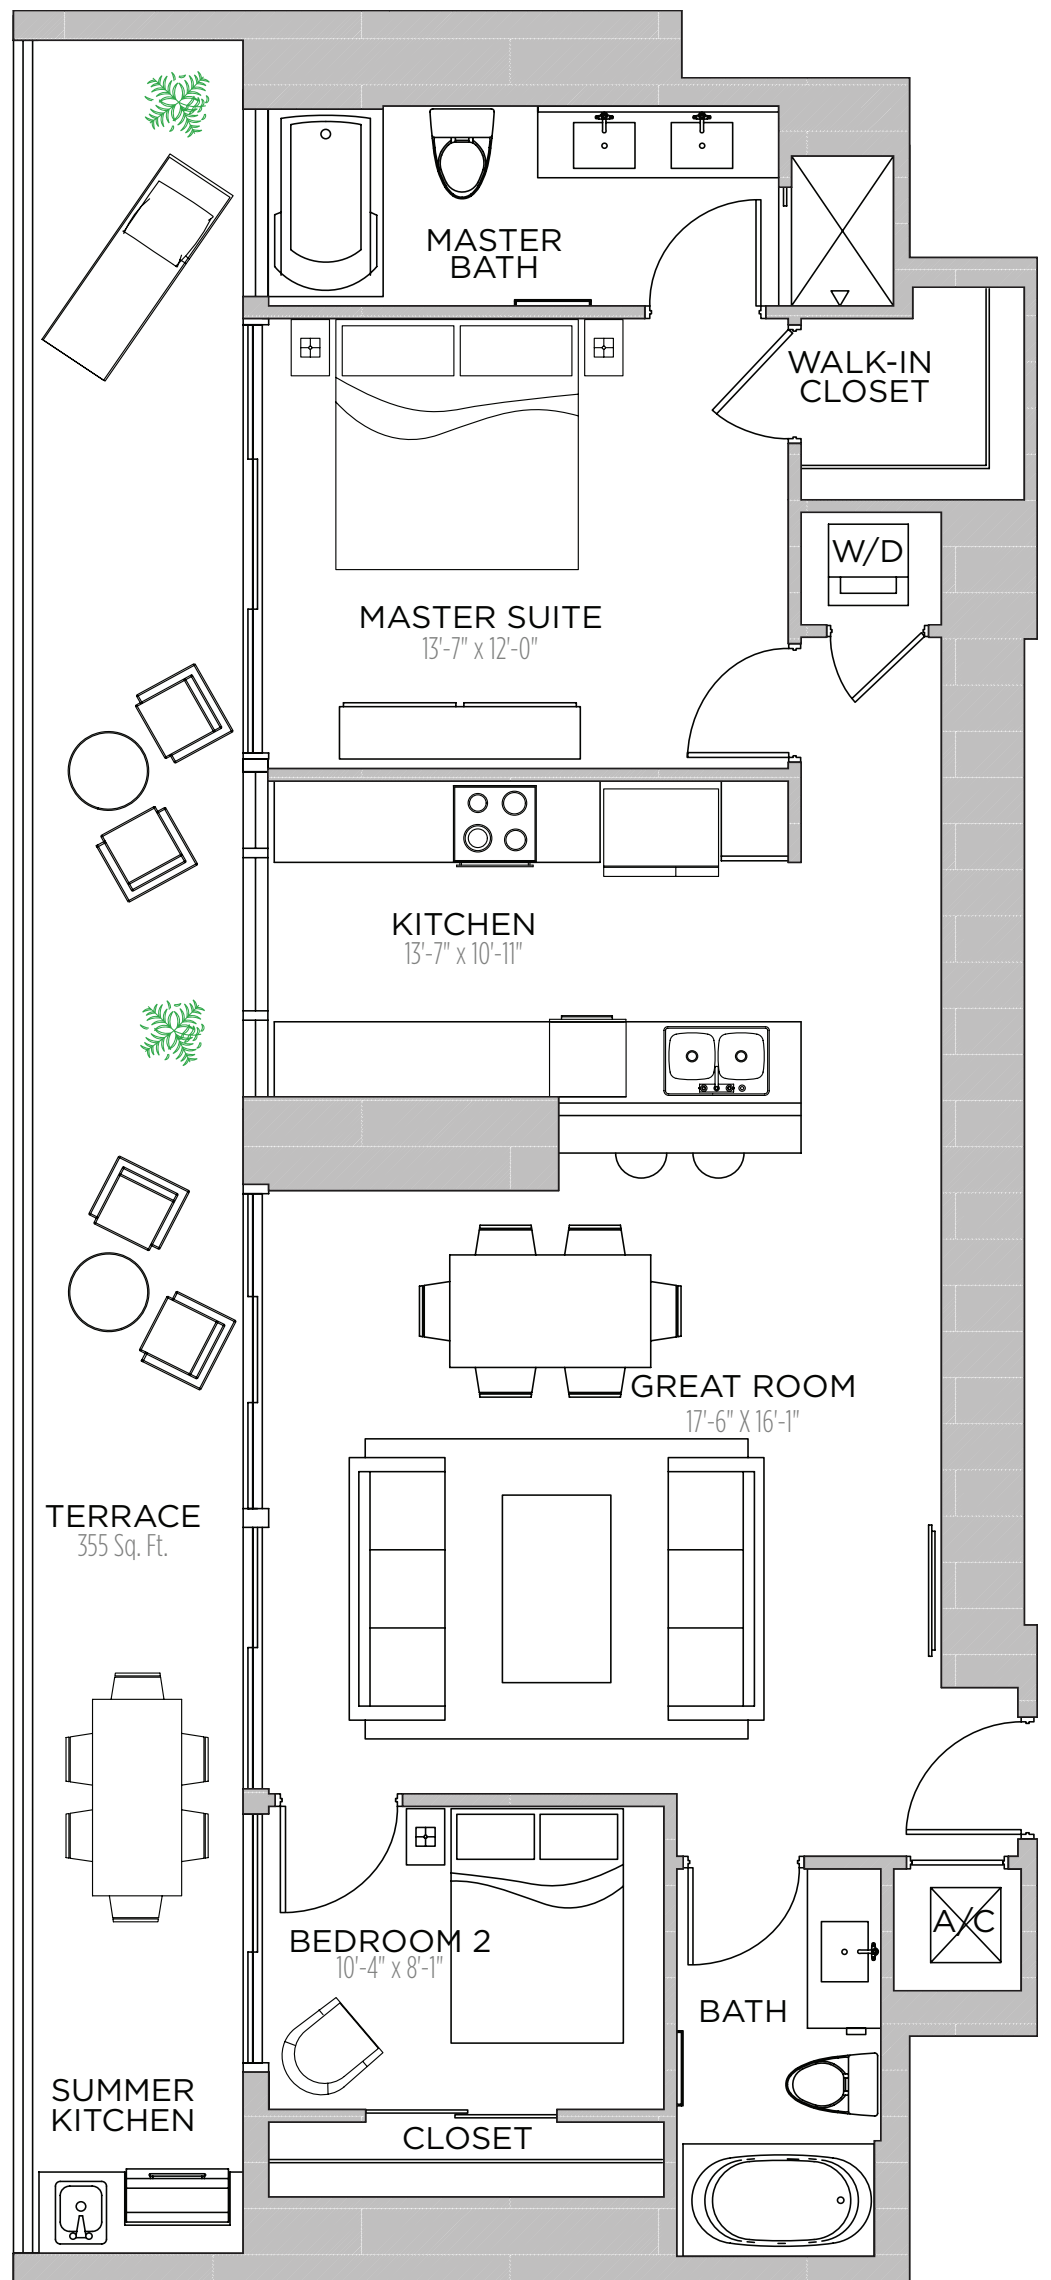 MASTER
BATH
WALK-IN
CLOSET
W/D
MASTER SUITE
13'-7" x 12'-0"
KITCHEN
13'-7" x 10'-11"
GREAT ROOM
17'-6" X 16'-1"
TERRACE
355 Sq. Ft.
A/C
BEDROOM 2
10'-4" x 8'-1"
BATH
SUMMER
KITCHEN
CLOSET